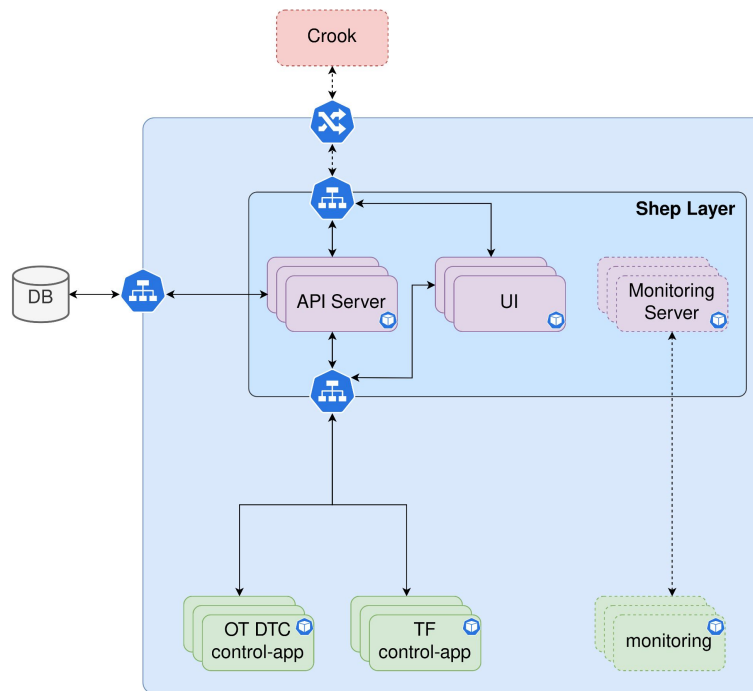 Crook
Shep Layer
DB
API Server
UI
Monitoring
Server
OT DTC
control-app
TF
control-app
monitoring